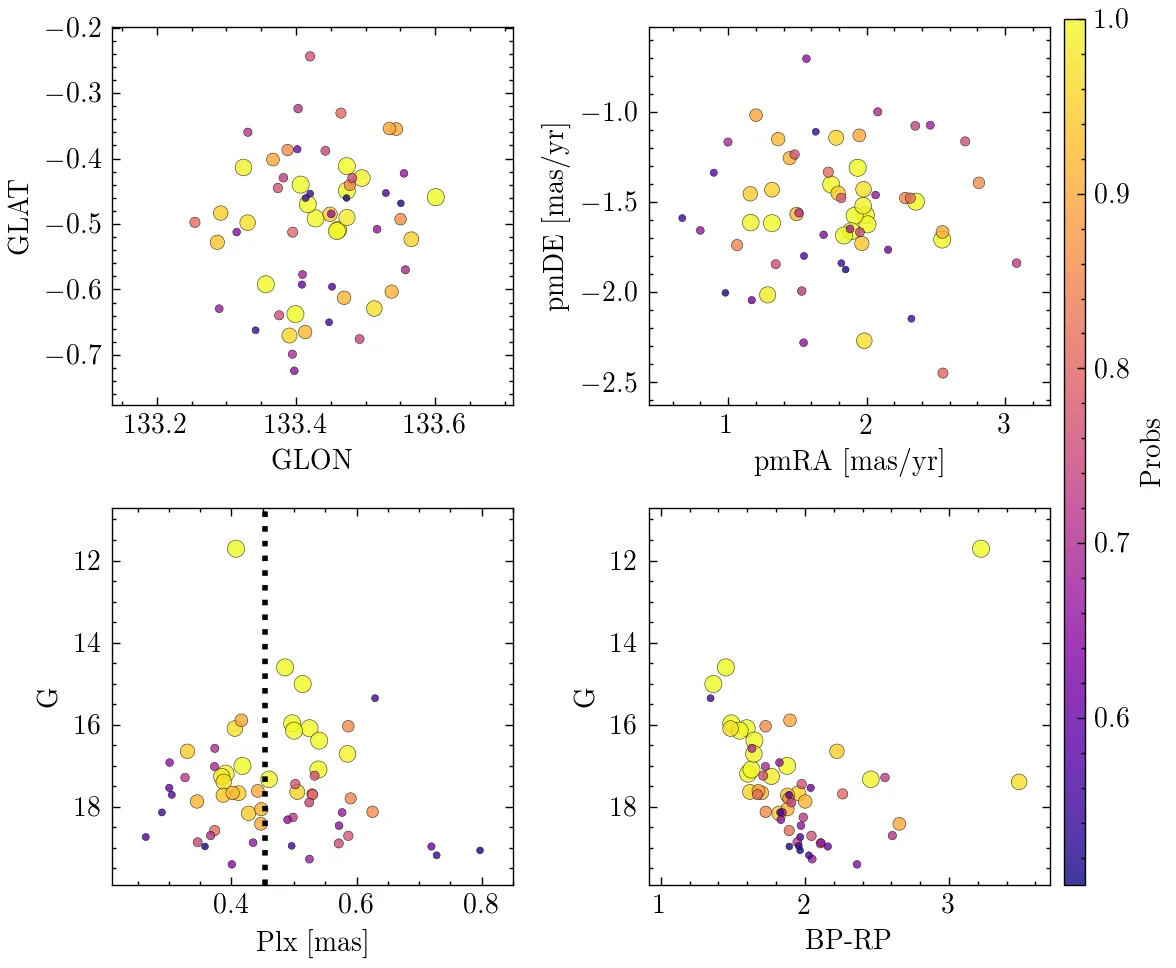 −0.2
−0.3
−0.4
−0.5
−0.6
−0.7
GLAT
133.2 133.4 133.6
GLON
−1.0
−1.5
−2.0
−2.5
pmDE [mas/yr]
1 2 3
pmRA [mas/yr]
1.0
0.9
0.8
0.7
0.6
Probs
12
14
16
18
G
0.4 0.6 0.8
Plx [mas]
12
14
16
18
G
1 2 3
BP-RP